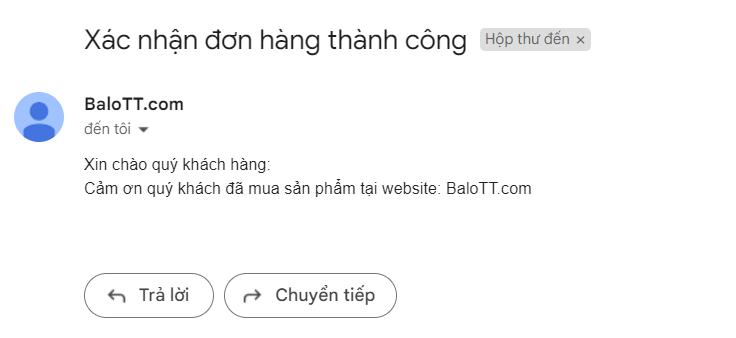 Xác nhận đơn hàng thành công Hộp thư đến ×
BaloTT.com
đến tôi
Xin chào quý khách hàng:
Cảm ơn quý khách đã mua sản phẩm tại website: BaloTT.com
Trả lời Chuyển tiếp